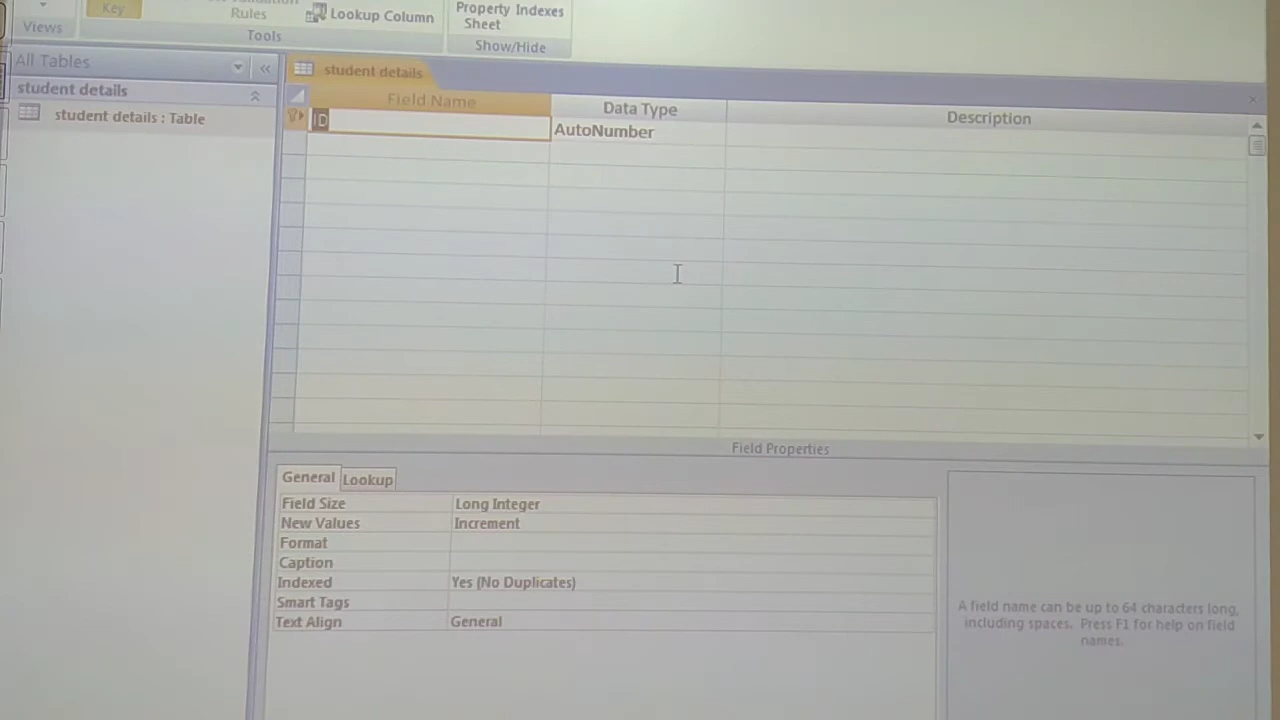 Key
Rules
Lookup Column
Property Indexes
Sheet
Views
Tools
Show/Hide
All Tables
student details
student details
student details : Table
Field Name
Data Type
Description
ID
AutoNumber
Field Properties
General
Lookup
Field Size
Long Integer
New Values
Increment
Format
Caption
Indexed
Yes (No Duplicates)
Smart Tags
Text Align
General
A field name can be up to 64 characters long,
including spaces. Press F1 for help on field
names.